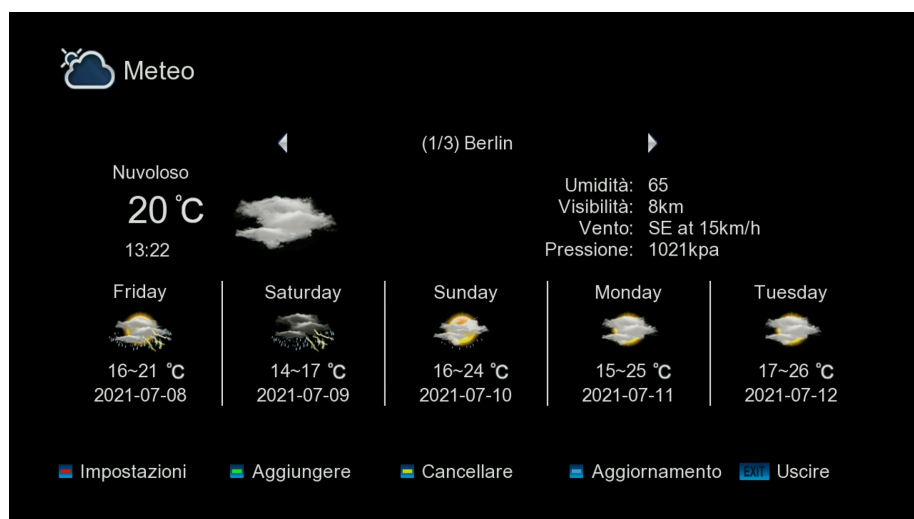 Meteo
(1/3) Berlin
Nuvoloso
20 °C
13:22
Umidità: 65
Visibilità: 8km
Vento: SE at 15km/h
Pressione: 1021kpa
Friday Saturday Sunday Monday Tuesday
16~21 °C 14~17 °C 16~24 °C 15~25 °C 17~26 °C
2021-07-08 2021-07-09 2021-07-10 2021-07-11 2021-07-12
Impostazioni Aggiungere Cancellare Aggiornamento EXIT Uscire